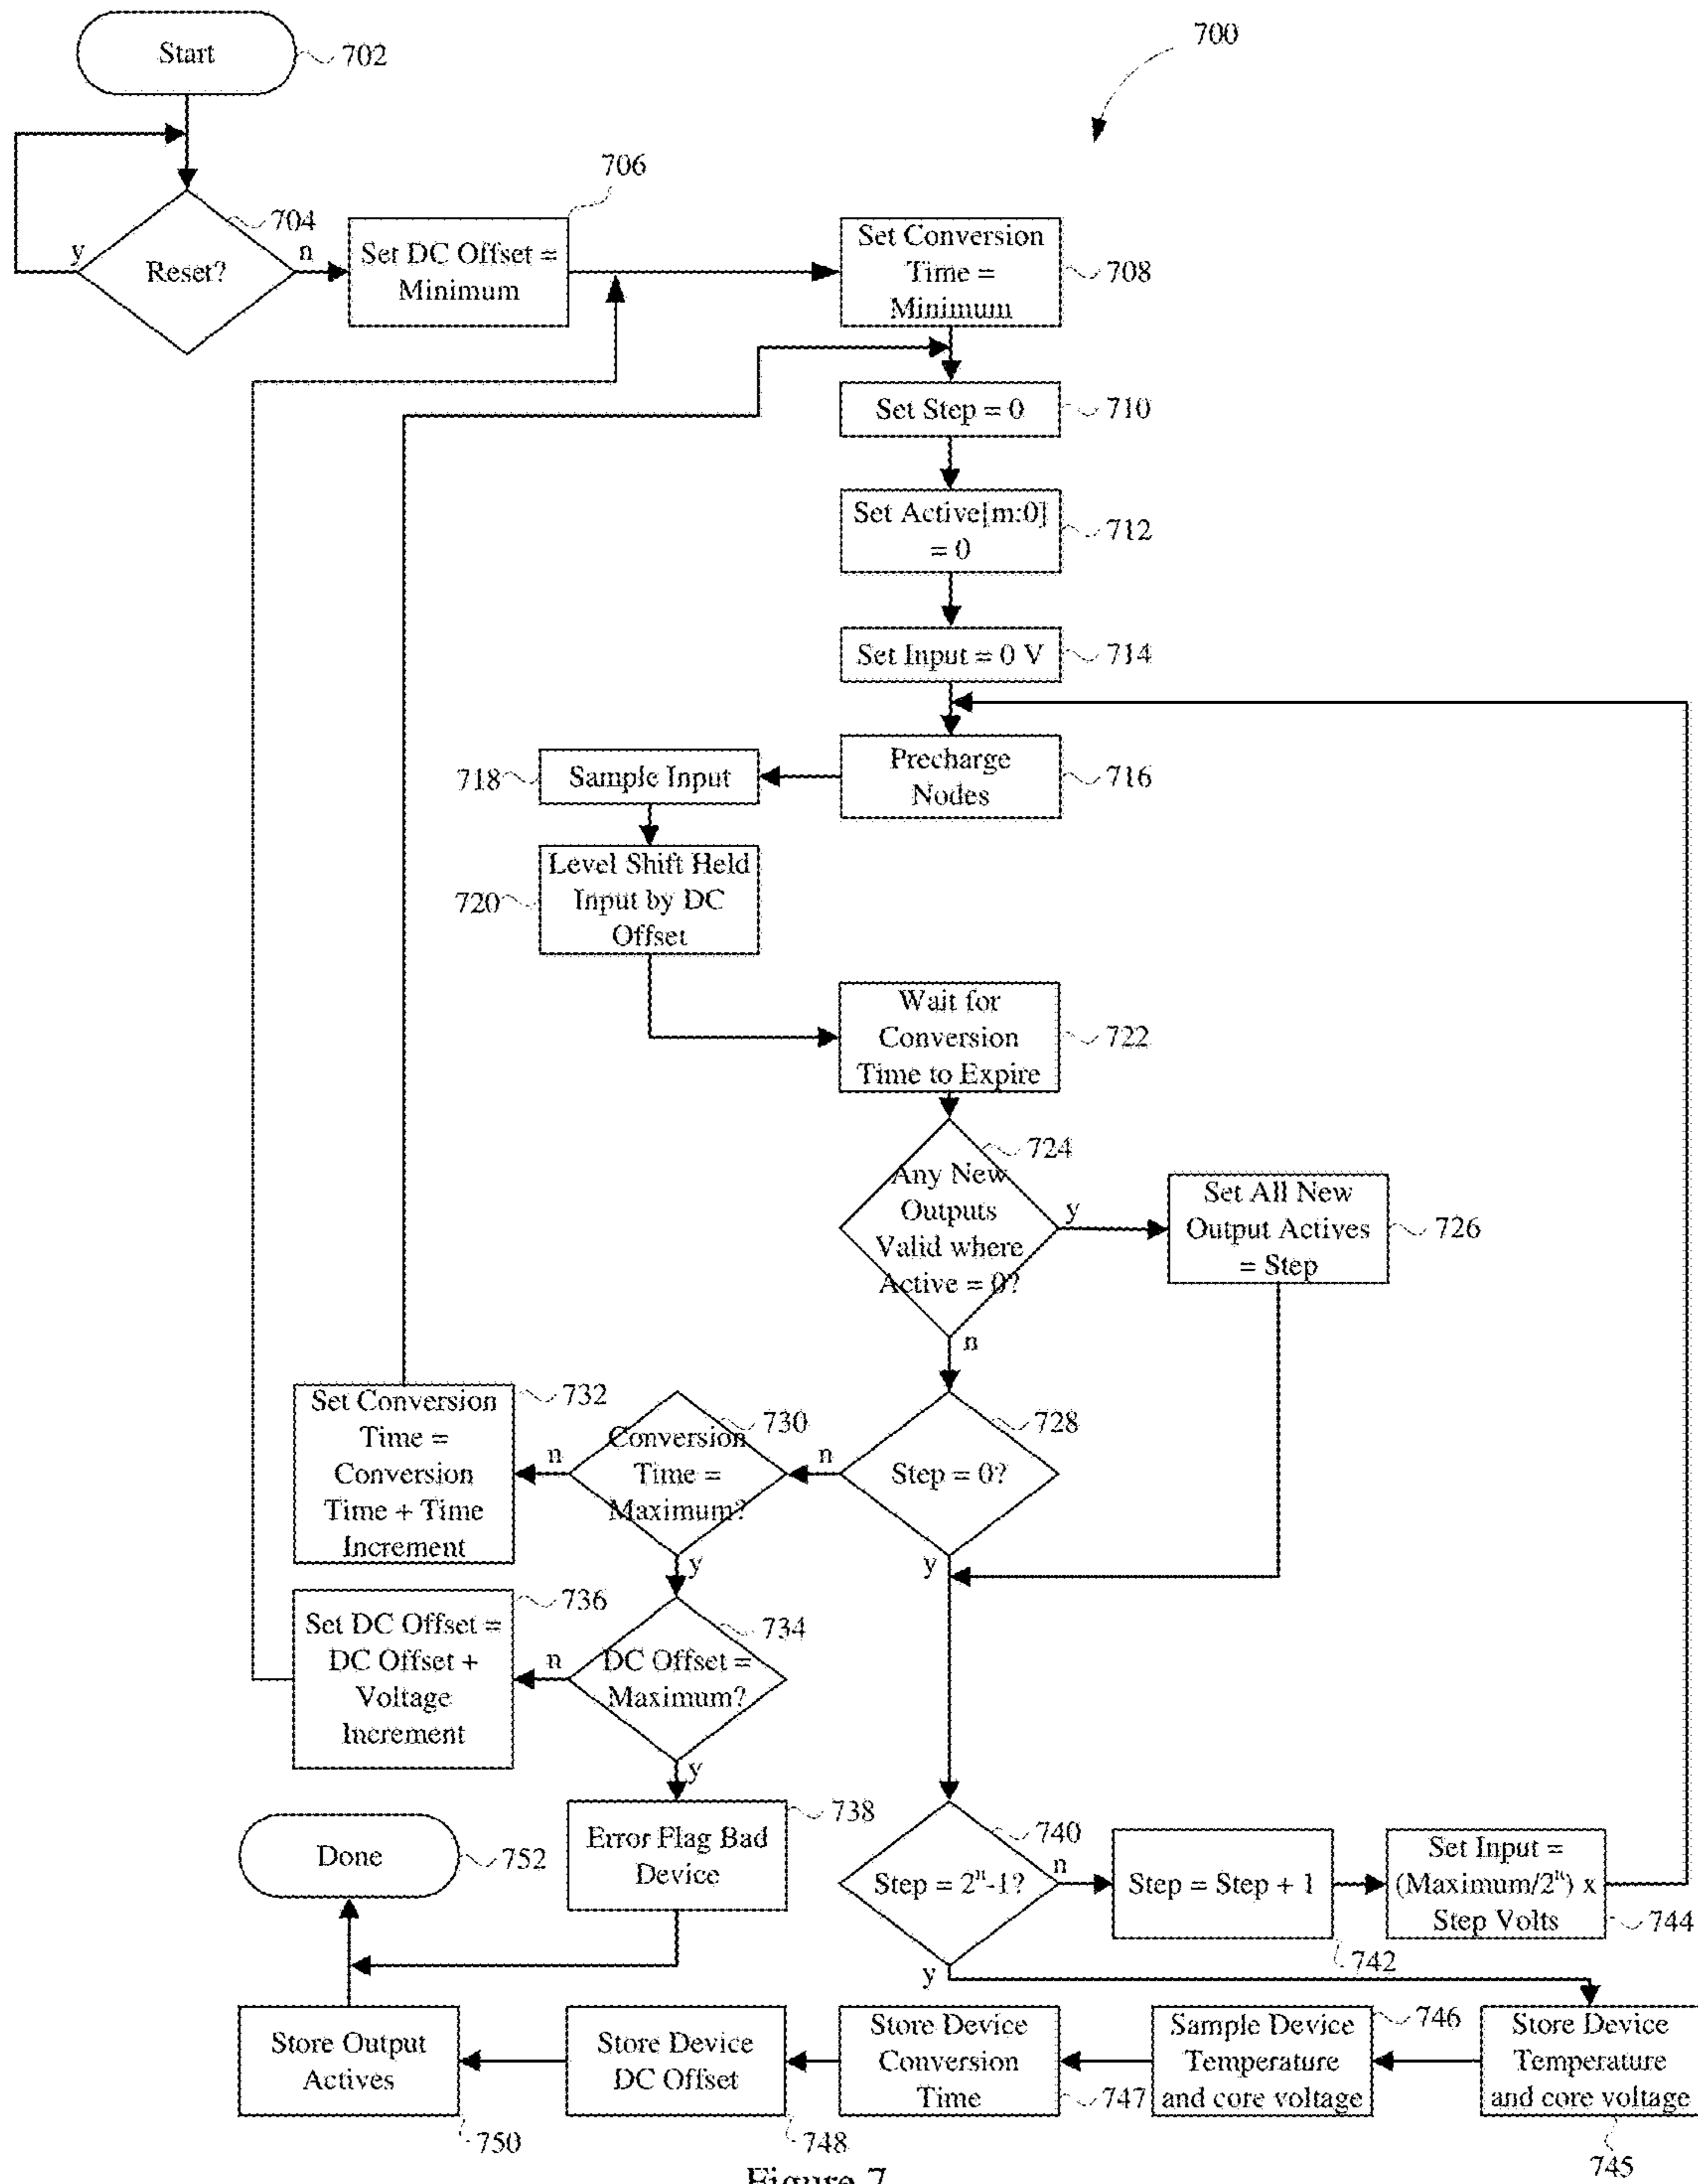 Start
702
700
706
704
y
n
Reset?
Set DC Offset =
Minimum
Set Conversion
Time =
Minimum
708
Set Step = 0
710
Set Active[m:0]
= 0
712
Set Input = 0 V
714
Precharge
Nodes
716
718
Sample Input
720
Level Shift Held
Input by DC
Offset
Wait for
Conversion
Time to Expire
722
724
Any New
Outputs
Valid where
Active = 0?
y
n
Set All New
Output Actives
= Step
726
728
Step = 0?
n
y
730
Conversion
Time =
Maximum?
n
y
732
Set Conversion
Time =
Conversion
Time + Time
Increment
734
DC Offset =
Maximum?
n
y
736
Set DC Offset =
DC Offset +
Voltage
Increment
738
Error Flag Bad
Device
Done
752
740
Step = 2ⁿ-1?
n
y
Step = Step + 1
742
Set Input =
(Maximum/2ⁿ) x
Step Volts
744
Store Device
Temperature
and core voltage
745
746
Sample Device
Temperature
and core voltage
Store Device
Conversion
Time
747
Store Device
DC Offset
748
Store Output
Actives
750
Figure 7